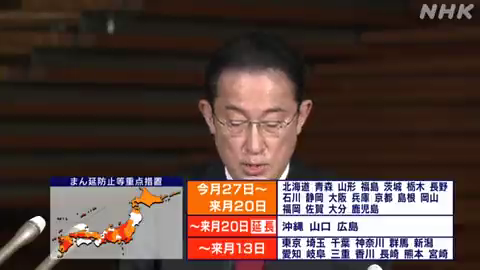 NHK
まん延防止等重点措置
今月27日~
来月20日
北海道 青森 山形 福島 茨城 栃木 長野
石川 静岡 大阪 兵庫 京都 島根 岡山
福岡 佐賀 大分 鹿児島
~来月20日 延長
沖縄 山口 広島
~来月13日
東京 埼玉 千葉 神奈川 群馬 新潟
愛知 岐阜 三重 香川 長崎 熊本 宮崎